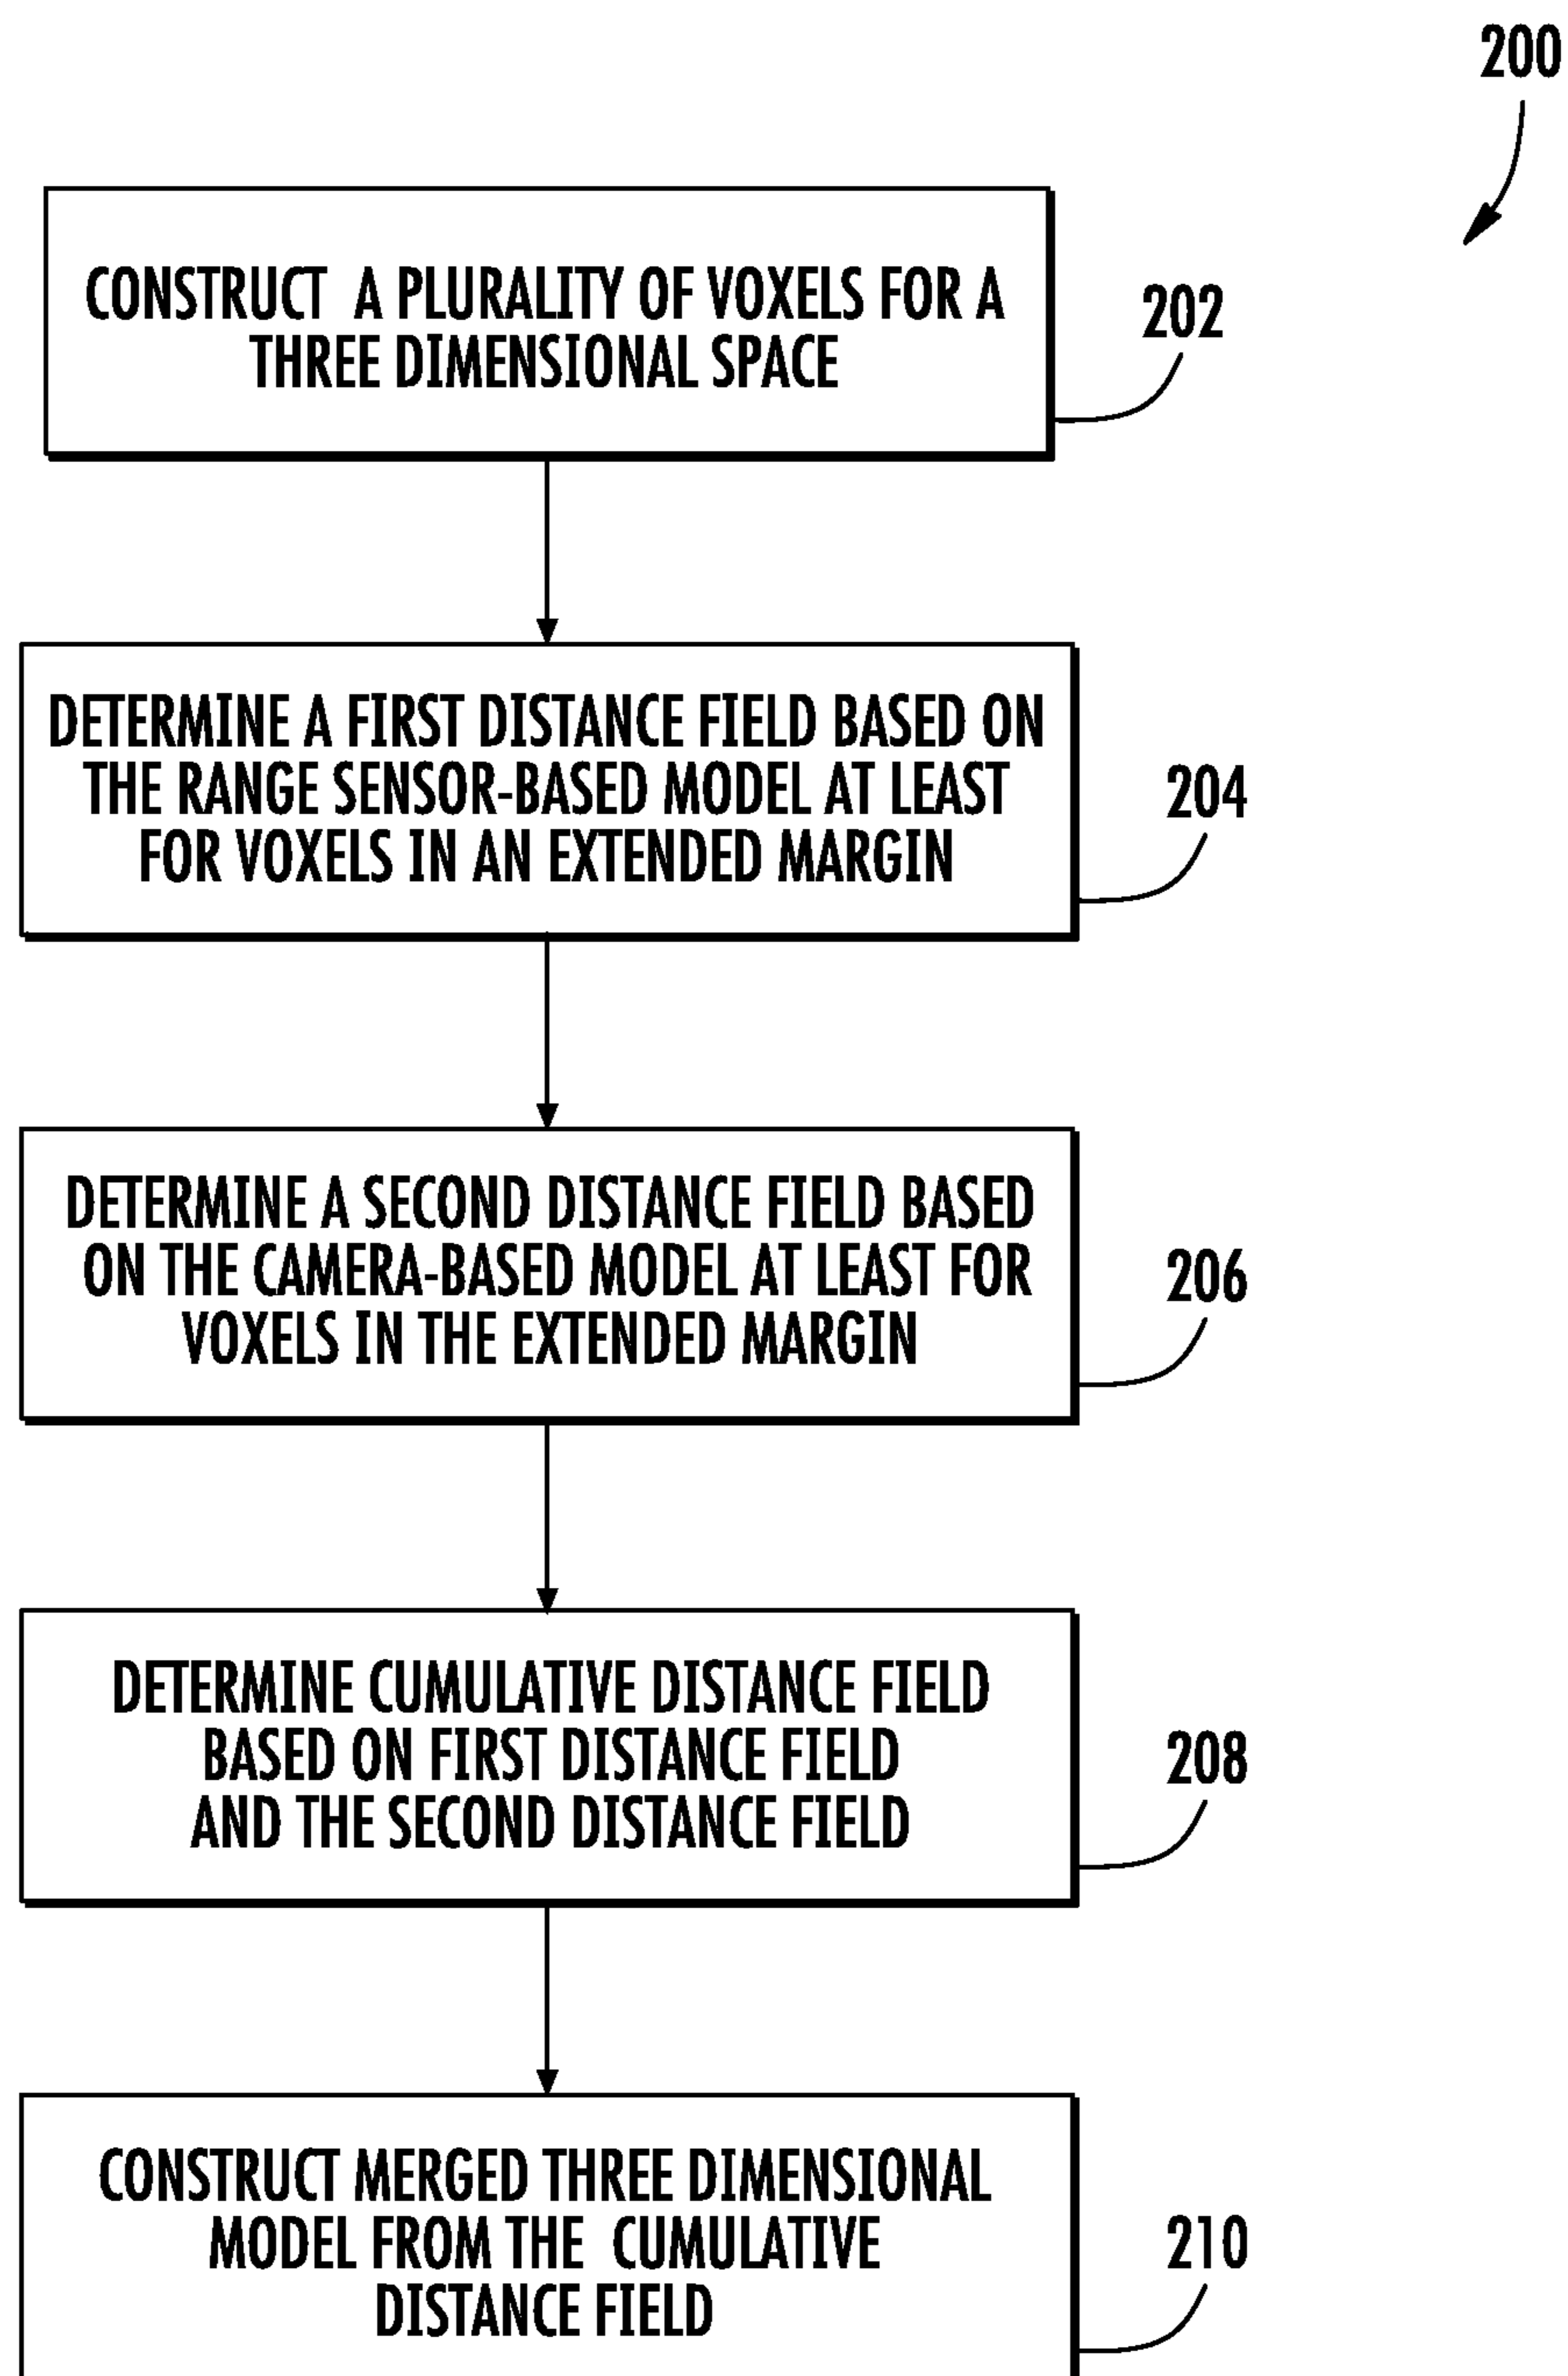 200
CONSTRUCT A PLURALITY OF VOXELS FOR A
THREE DIMENSIONAL SPACE
202
DETERMINE A FIRST DISTANCE FIELD BASED ON
THE RANGE SENSOR-BASED MODEL AT LEAST
FOR VOXELS IN AN EXTENDED MARGIN
204
DETERMINE A SECOND DISTANCE FIELD BASED
ON THE CAMERA-BASED MODEL AT LEAST FOR
VOXELS IN THE EXTENDED MARGIN
206
DETERMINE CUMULATIVE DISTANCE FIELD
BASED ON FIRST DISTANCE FIELD
AND THE SECOND DISTANCE FIELD
208
CONSTRUCT MERGED THREE DIMENSIONAL
MODEL FROM THE CUMULATIVE
DISTANCE FIELD
210